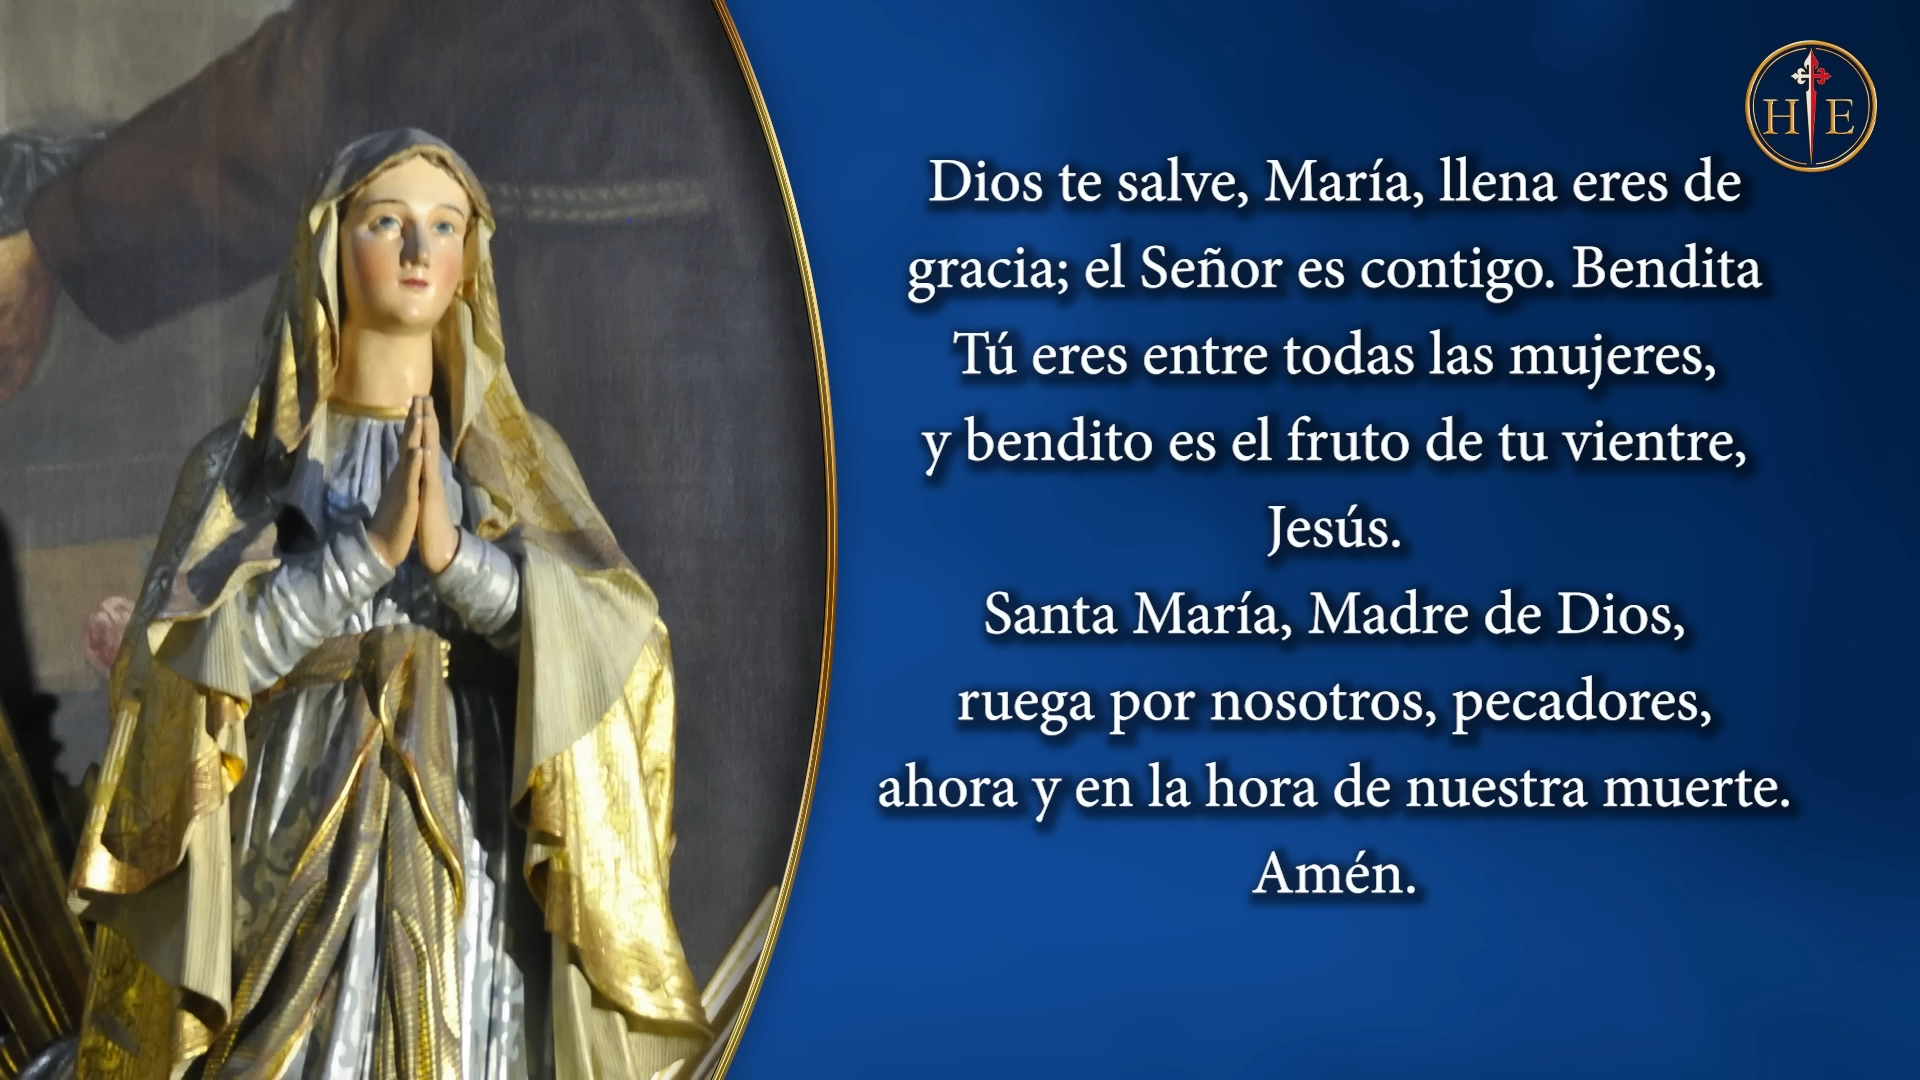 H E
Dios te salve, María, llena eres de
gracia; el Señor es contigo. Bendita
Tú eres entre todas las mujeres,
y bendito es el fruto de tu vientre,
Jesús.
Santa María, Madre de Dios,
ruega por nosotros, pecadores,
ahora y en la hora de nuestra muerte.
Amén.